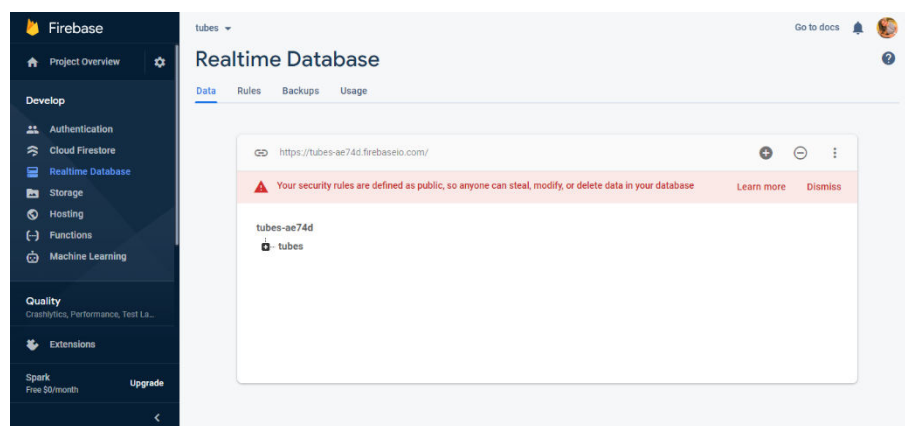 Firebase
Project Overview
Develop
Authentication
Cloud Firestore
Realtime Database
Storage
Hosting
Functions
Machine Learning
Quality
Crashlytics, Performance, Test La...
Extensions
Spark
Free $0/month
Upgrade
tubes
Go to docs
Realtime Database
Data Rules Backups Usage
https://tubes-ae74d.firebaseio.com/
Your security rules are defined as public, so anyone can steal, modify, or delete data in your database Learn more Dismiss
tubes-ae74d
tubes